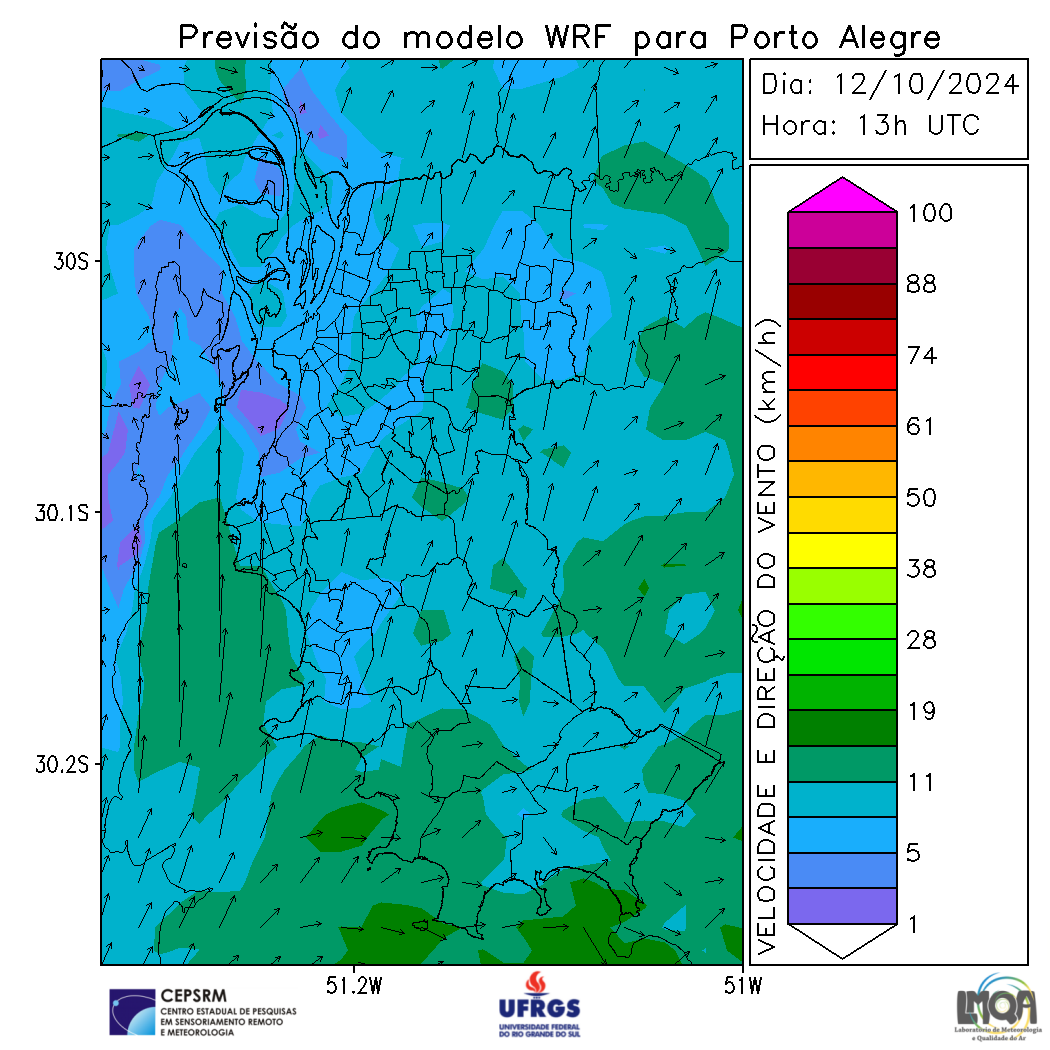 Previsão do modelo WRF para Porto Alegre
Dia: 12/10/2024
Hora: 13h UTC
30S
30.1S
30.2S
51.2W
51W
VELOCIDADE E DIREÇÃO DO VENTO (km/h)
100
88
74
61
50
38
28
19
11
5
1
CEPSRM
CENTRO ESTADUAL DE PESQUISAS
EM SENSORIAMENTO REMOTO
E METEOROLOGIA
UFRGS
UNIVERSIDADE FEDERAL
DO RIO GRANDE DO SUL
LMQA
Laboratório de Meteorologia
e Qualidade do Ar